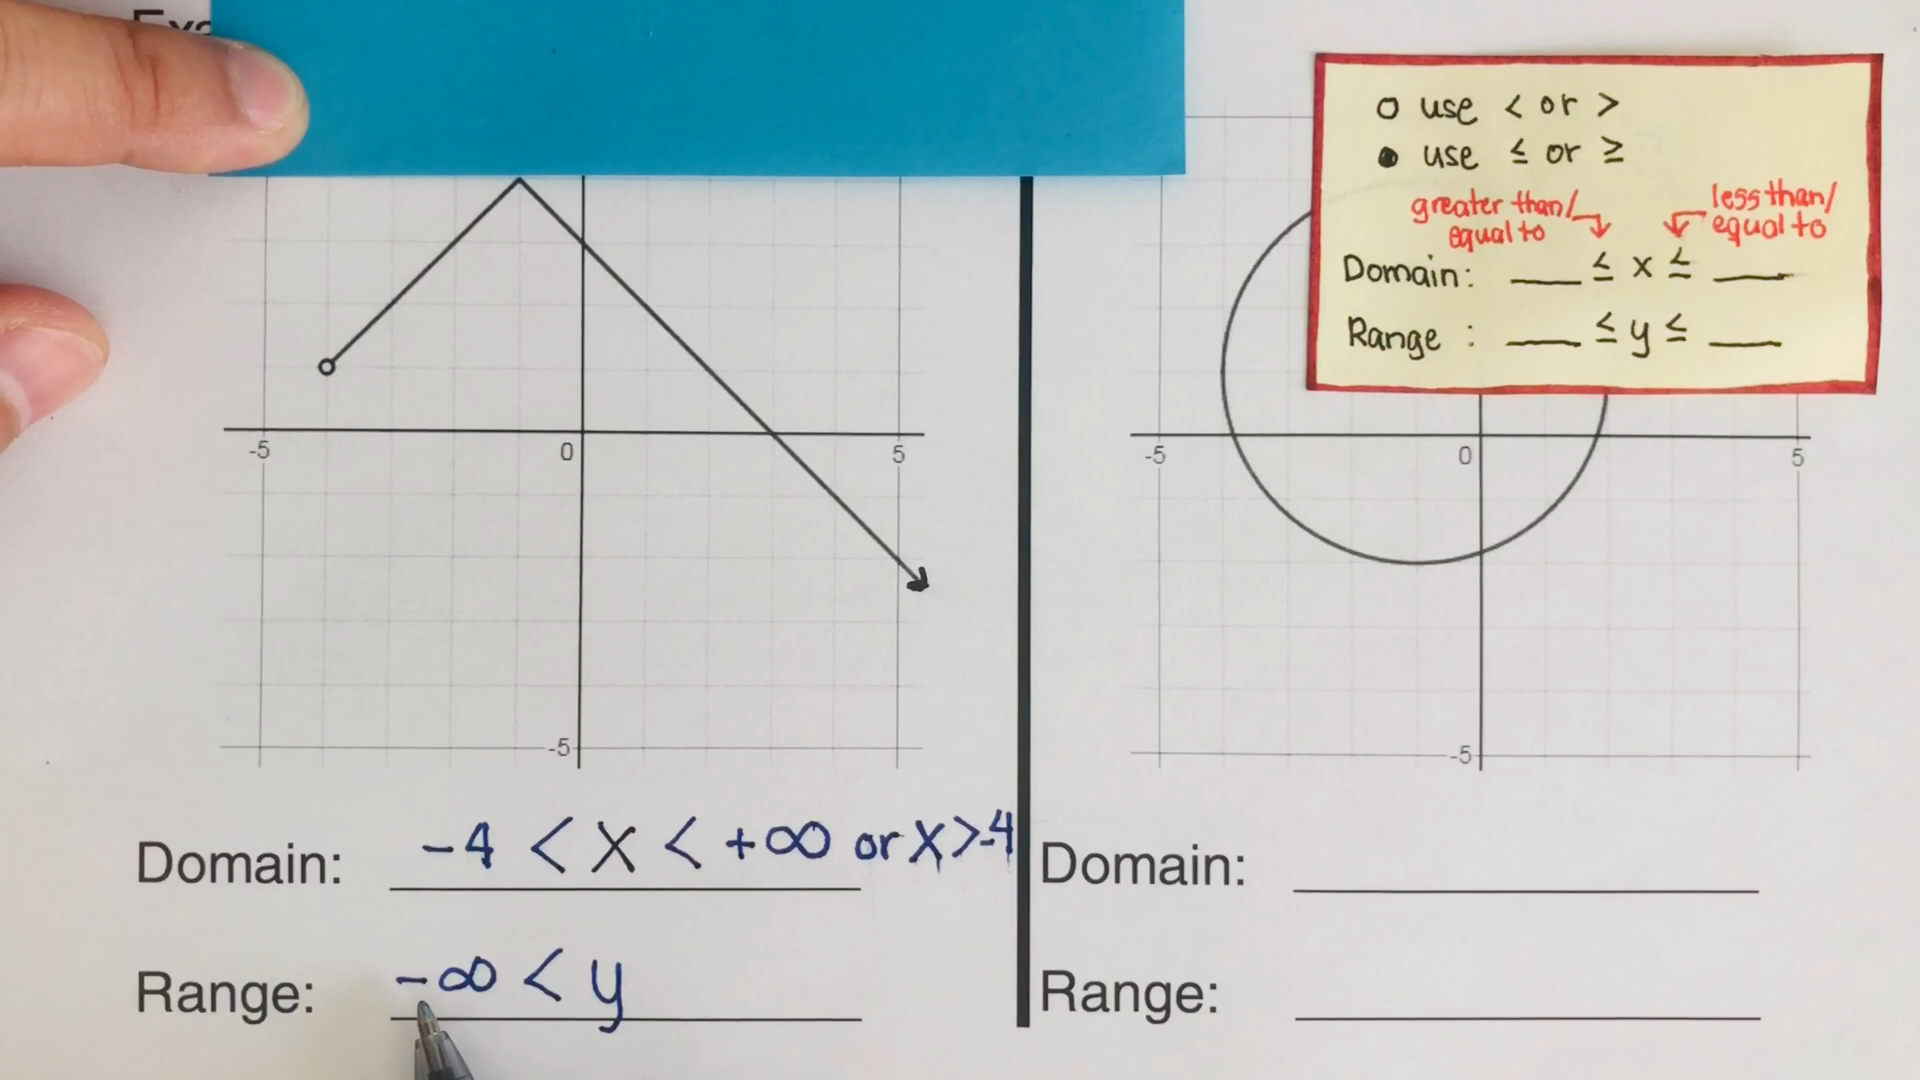 o use < or >
● use ≤ or ≥
greater than/
equal to
less than/
equal to
Domain: ___ ≤ x ≤ ___
Range : ___ ≤ y ≤ ___
-5 0 5
-5
-5 0 5
-5
Domain: -4 < x < +∞ or x>-4
Range: -∞ < y
Domain:
Range: